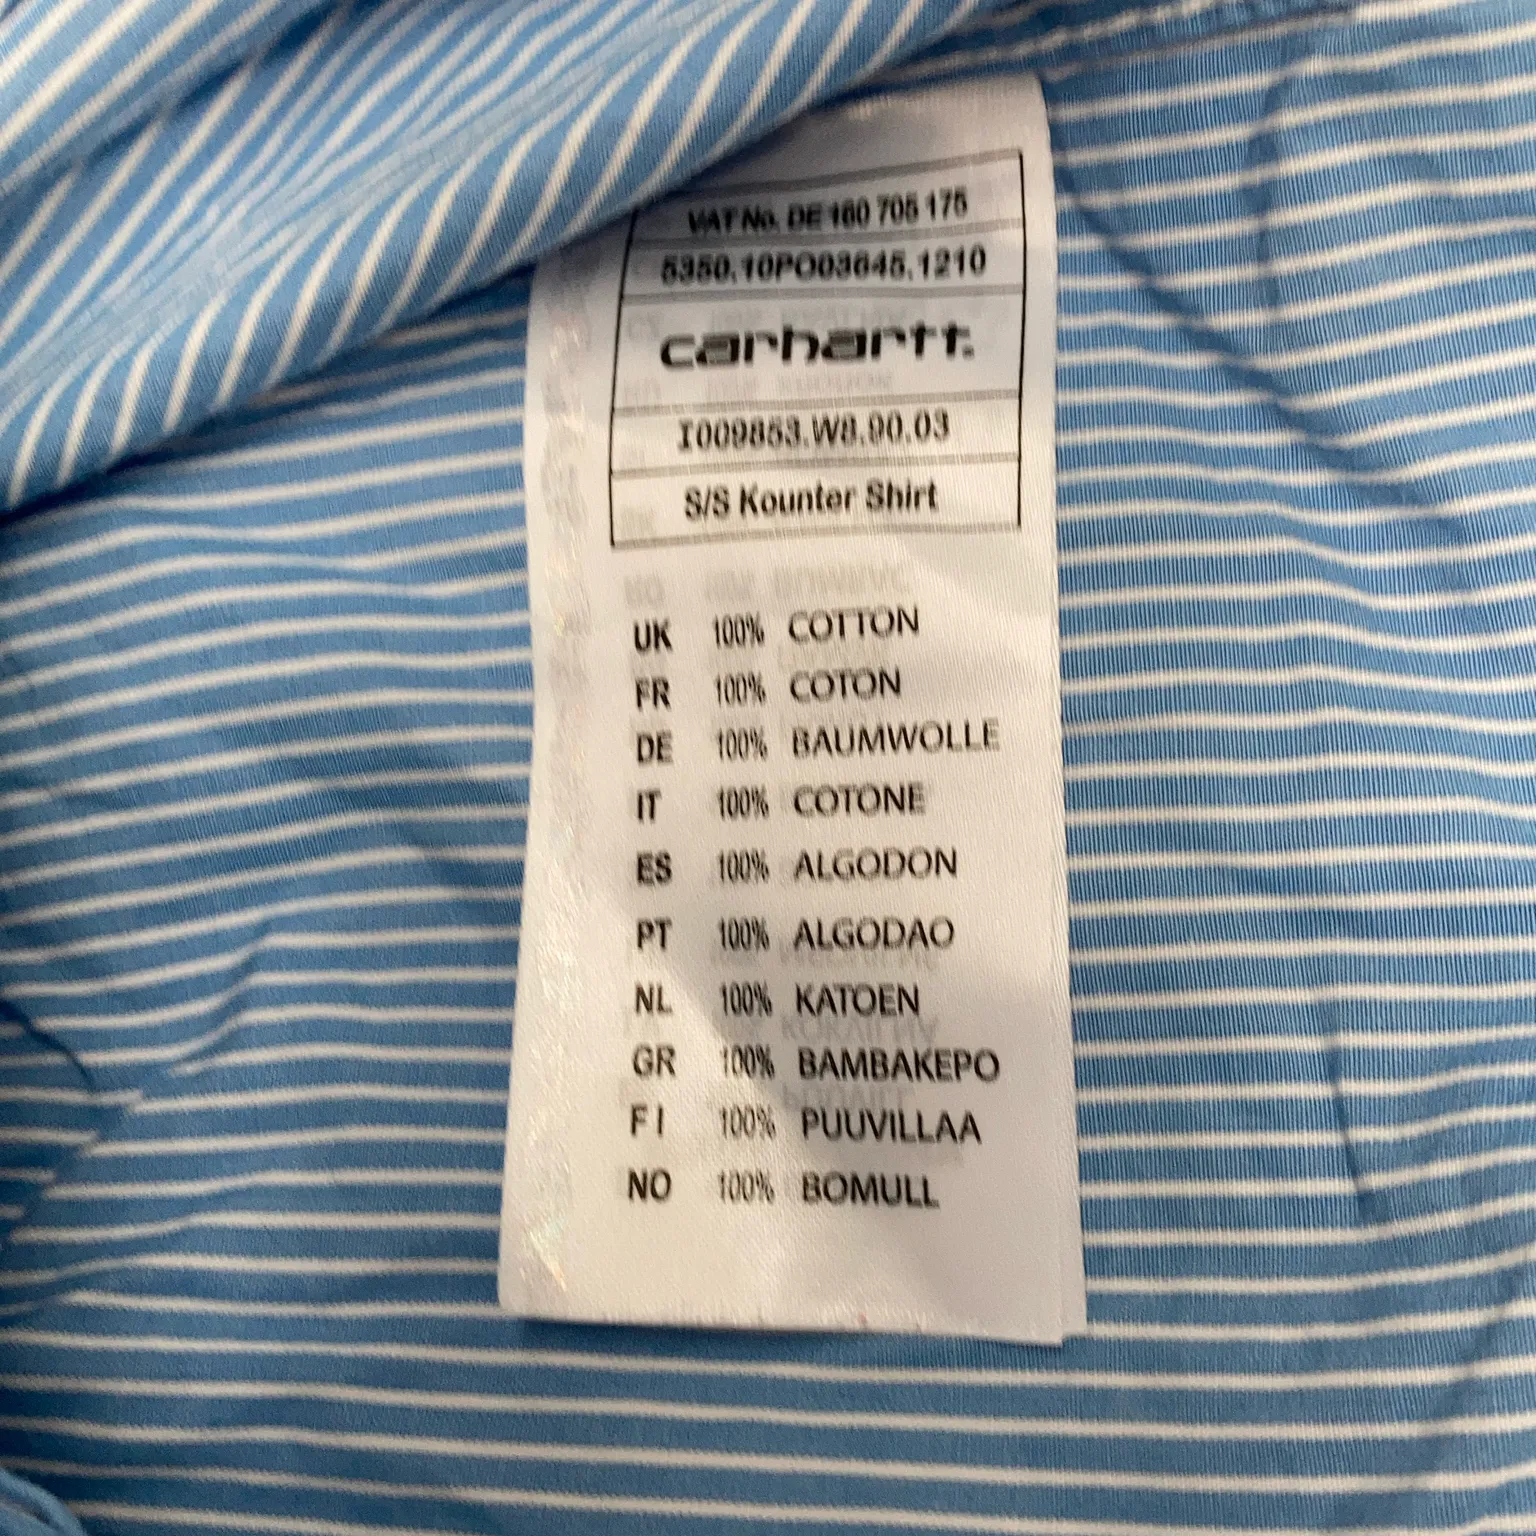 VAT No. DE 160 705 175
5350.10PO03645.1210
carhartt.
I009853.W8.90.03
S/S Kounter Shirt
UK 100% COTTON
FR 100% COTON
DE 100% BAUMWOLLE
IT 100% COTONE
ES 100% ALGODON
PT 100% ALGODAO
NL 100% KATOEN
GR 100% BAMBAKEPO
FI 100% PUUVILLAA
NO 100% BOMULL